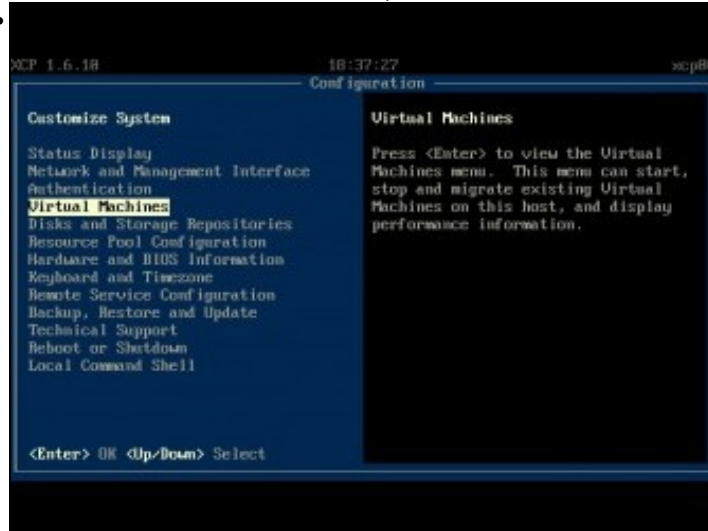 XCP 1.6.10 18:37:27
Configuration
Customize System
Status Display
Network and Management Interface
Authentication
Virtual Machines
Disks and Storage Repositories
Resource Pool Configuration
Hardware and BIOS Information
Keyboard and Timezone
Remote Service Configuration
Backup, Restore and Update
Technical Support
Reboot or Shutdown
Local Command Shell
<Enter> OK <Up/Down> Select
Virtual Machines
Press <Enter> to view the Virtual
Machines menu. This menu can start,
stop and migrate existing Virtual
Machines on this host, and display
performance information.